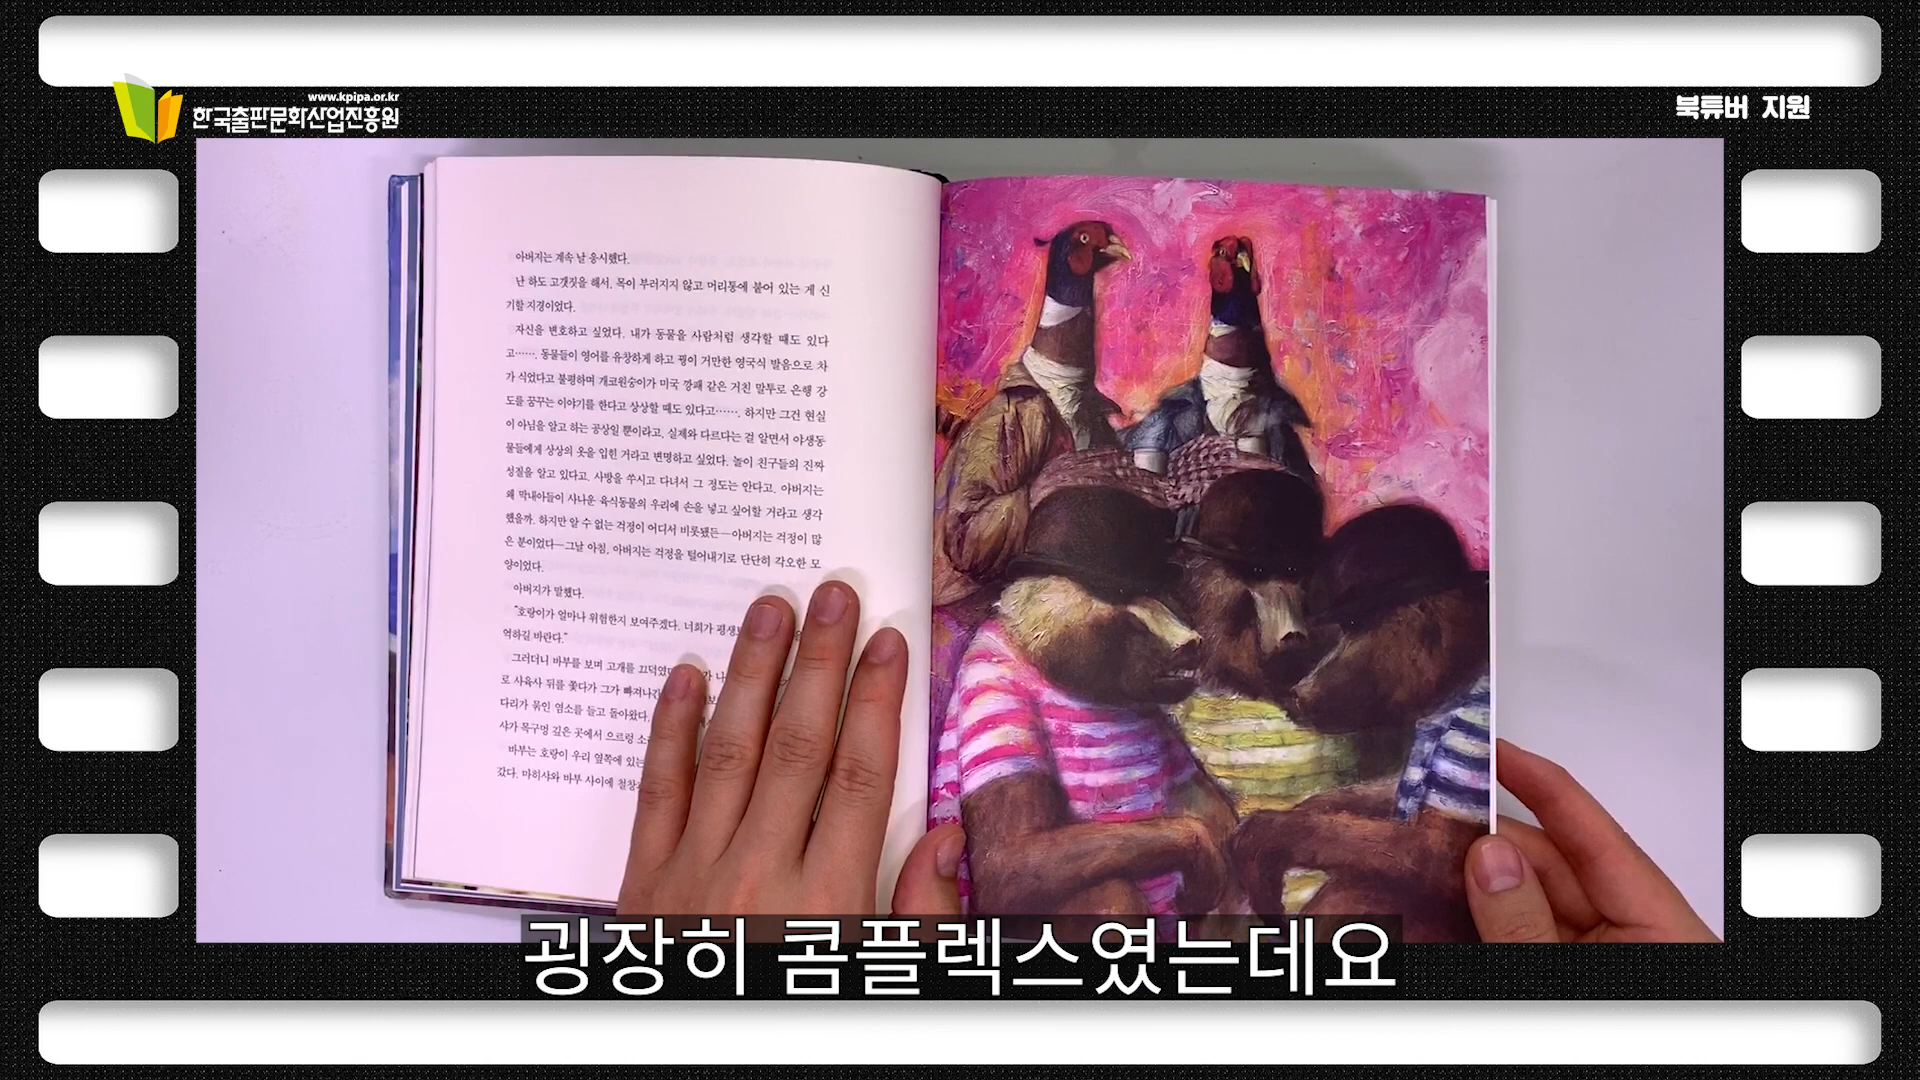 www.kpipa.or.kr
한국출판문화산업진흥원
북튜버 지원
아버지는 계속 날 응시했다.
난 하도 고갯짓을 해서, 목이 부러지지 않고 머리통에 붙어 있는 게 신
기할 지경이었다.
자신을 변호하고 싶었다. 내가 동물을 사람처럼 생각할 때도 있다
고……. 동물들이 영어를 유창하게 하고 꿩이 거만한 영국식 발음으로 차
가 식었다고 불평하며 개코원숭이가 미국 깡패 같은 거친 말투로 은행 강
도를 꿈꾸는 이야기를 한다고 상상할 때도 있다고……. 하지만 그건 현실
이 아님을 알고 하는 공상일 뿐이라고, 실제와 다르다는 걸 알면서 야생동
물들에게 상상의 옷을 입힌 거라고 변명하고 싶었다. 놀이 친구들의 진짜
성질을 알고 있다고. 사방을 쑤시고 다녀서 그 정도는 안다고. 아버지는
왜 막내아들이 사나운 육식동물의 우리에 손을 넣고 싶어할 거라고 생각
했을까. 하지만 알 수 없는 걱정이 어디서 비롯됐든—아버지는 걱정이 많
은 분이었다—그날 아침, 아버지는 걱정을 털어내기로 단단히 각오한 모
양이었다.
아버지가 말했다.
"호랑이가 얼마나 위험한지 보여주겠다. 너희가 평생
억하길 바란다."
그러더니 바부를 보며 고개를 끄덕였
로 사육사 뒤를 쫓다가 그가 빠져나간
다리가 묶인 염소를 들고 돌아왔다.
사가 목구멍 깊은 곳에서 으르렁 소
바부는 호랑이 우리 옆쪽에 있는
갔다. 마히샤와 바부 사이에 철창
굉장히 콤플렉스였는데요